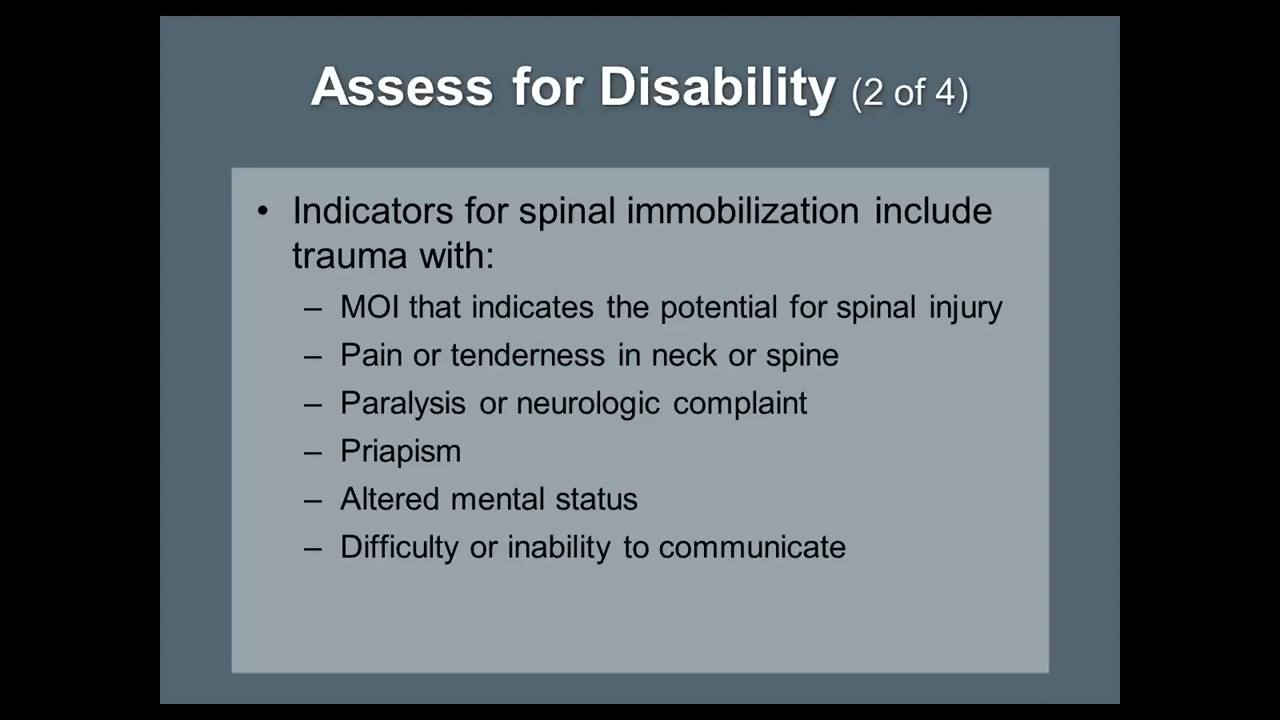 Assess for Disability (2 of 4)
• Indicators for spinal immobilization include
trauma with:
– MOI that indicates the potential for spinal injury
– Pain or tenderness in neck or spine
– Paralysis or neurologic complaint
– Priapism
– Altered mental status
– Difficulty or inability to communicate